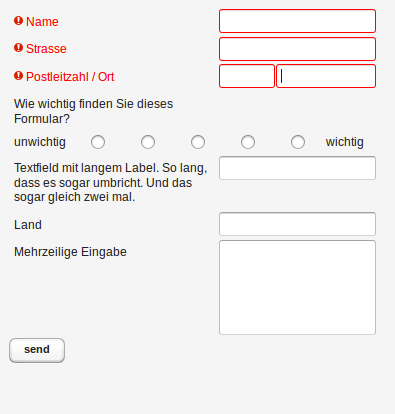 Name
Strasse
Postleitzahl / Ort
Wie wichtig finden Sie dieses
Formular?
unwichtig wichtig
Textfield mit langem Label. So lang,
dass es sogar umbricht. Und das
sogar gleich zwei mal.
Land
Mehrzeilige Eingabe
send